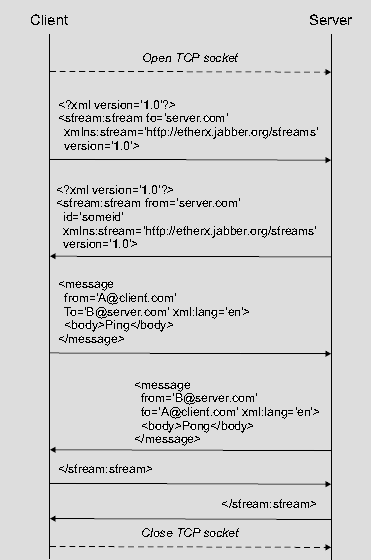 Client Server
Open TCP socket
<?xml version='1.0'?>
<stream:stream to='server.com'
xmlns:stream='http://etherx.jabber.org/streams'
version='1.0'>
<?xml version='1.0'?>
<stream:stream from='server.com'
id='someid'
xmlns:stream='http://etherx.jabber.org/streams'
version='1.0'>
<message
from='A@client.com'
To='B@server.com' xml:lang='en'>
<body>Ping</body>
</message>
<message
from='B@server.com'
to='A@client.com' xml:lang='en'>
<body>Pong</body>
</message>
</stream:stream>
</stream:stream>
Close TCP socket